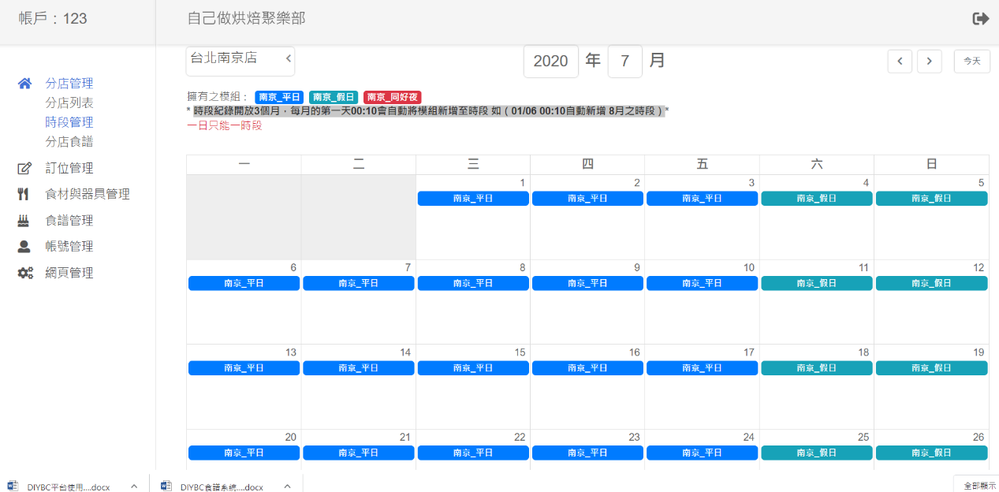 帳戶：123
自己做烘焙聚樂部
台北南京店
2020 年 7 月
今天
分店管理
分店列表
時段管理
分店食譜
訂位管理
食材與器具管理
食譜管理
帳號管理
網頁管理
擁有之模組： 南京_平日 南京_假日 南京_同好夜
* 時段紀錄開放3個月，每月的第一天00:10會自動將模組新增至時段 如 ( 01/06 00:10自動新增 8月之時段 ) *
一日只能一時段
一 二 三 四 五 六 日
1 2 3 4 5
南京_平日 南京_平日 南京_平日 南京_假日 南京_假日
6 7 8 9 10 11 12
南京_平日 南京_平日 南京_平日 南京_平日 南京_平日 南京_假日 南京_假日
13 14 15 16 17 18 19
南京_平日 南京_平日 南京_平日 南京_平日 南京_平日 南京_假日 南京_假日
20 21 22 23 24 25 26
南京_平日 南京_平日 南京_平日 南京_平日 南京_平日 南京_假日 南京_假日
DIYBC平台使用....docx
DIYBC食譜系統....docx
全部顯示